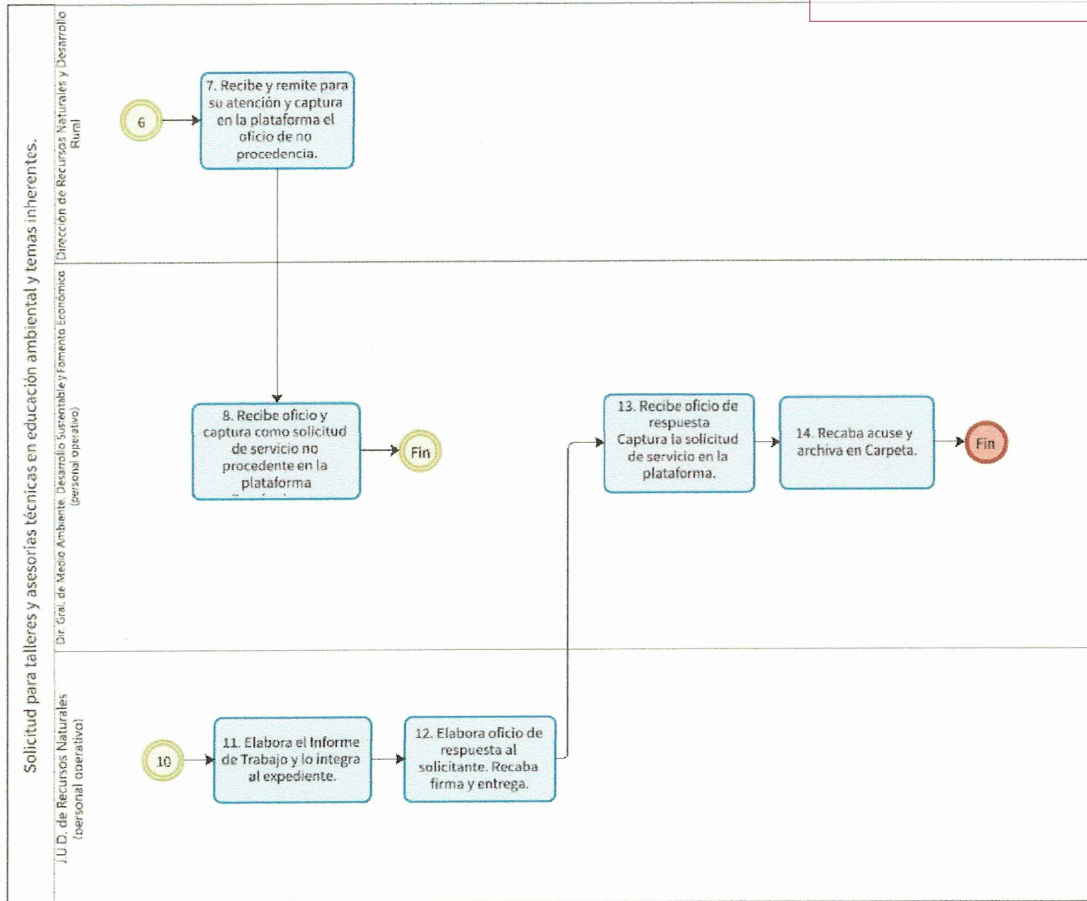 Solicitud para talleres y asesorías técnicas en educación ambiental y temas inherentes.
Dirección de Recursos Naturales y Desarrollo
Rural
6
7. Recibe y remite para
su atención y captura
en la plataforma el
oficio de no
procedencia.
Dir. Gral. de Medio Ambiente, Desarrollo Sustentable y Fomento Económico
(personal operativo)
8. Recibe oficio y
captura como solicitud
de servicio no
procedente en la
plataforma
Fin
13. Recibe oficio de
respuesta
Captura la solicitud
de servicio en la
plataforma.
14. Recaba acuse y
archiva en Carpeta.
Fin
J.U.D. de Recursos Naturales
(personal operativo)
10
11. Elabora el Informe
de Trabajo y lo integra
al expediente.
12. Elabora oficio de
respuesta al
solicitante. Recaba
firma y entrega.